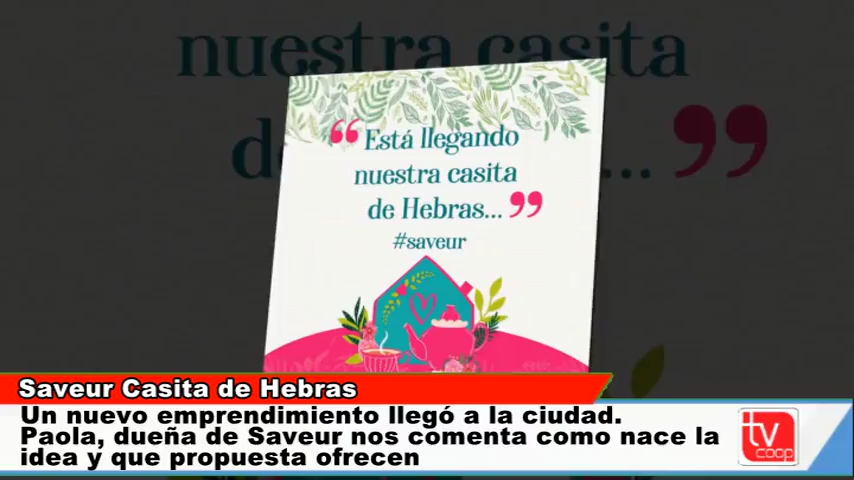 nuestra casita
de
...”
“Está llegando
nuestra casita
de Hebras...”
#saveur
Saveur Casita de Hebras
Un nuevo emprendimiento llegó a la ciudad.
Paola, dueña de Saveur nos comenta como nace la
idea y que propuesta ofrecen
tv
coop